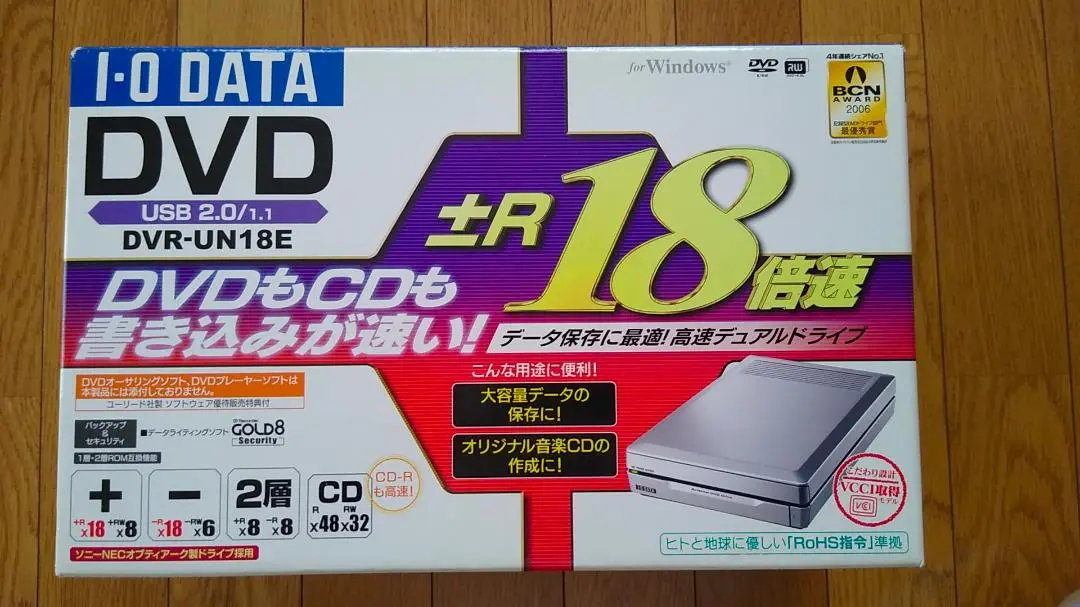 I-O DATA
DVD
USB 2.0/1.1
DVR-UN18E
for Windows®
DVD
RW
4年連続シェアNo.1
BCN
AWARD
2006
最優秀賞
±R18倍速
DVDもCDも
書き込みが速い!
データ保存に最適!高速デュアルドライブ
DVDオーサリングソフト、DVDプレーヤーソフトは
本製品には添付しておりません。
ユーリード社製 ソフトウェア優待販売特典付
バックアップ
&
セキュリティ
■データライティングソフト
GOLD8
Security
1層・2層ROM互換機能
+
+R x18 +RW x8
−
-R x18 -RW x6
2層
+R x8 -R x8
CD
R x48 RW x32
CD-R
も高速!
ソニーNECオプティアーク製ドライブ採用
こんな用途に便利!
大容量データの
保存に!
オリジナル音楽CDの
作成に!
こだわり設計
VCCI取得
モデル
VCI
ヒトと地球に優しい「RoHS指令」準拠